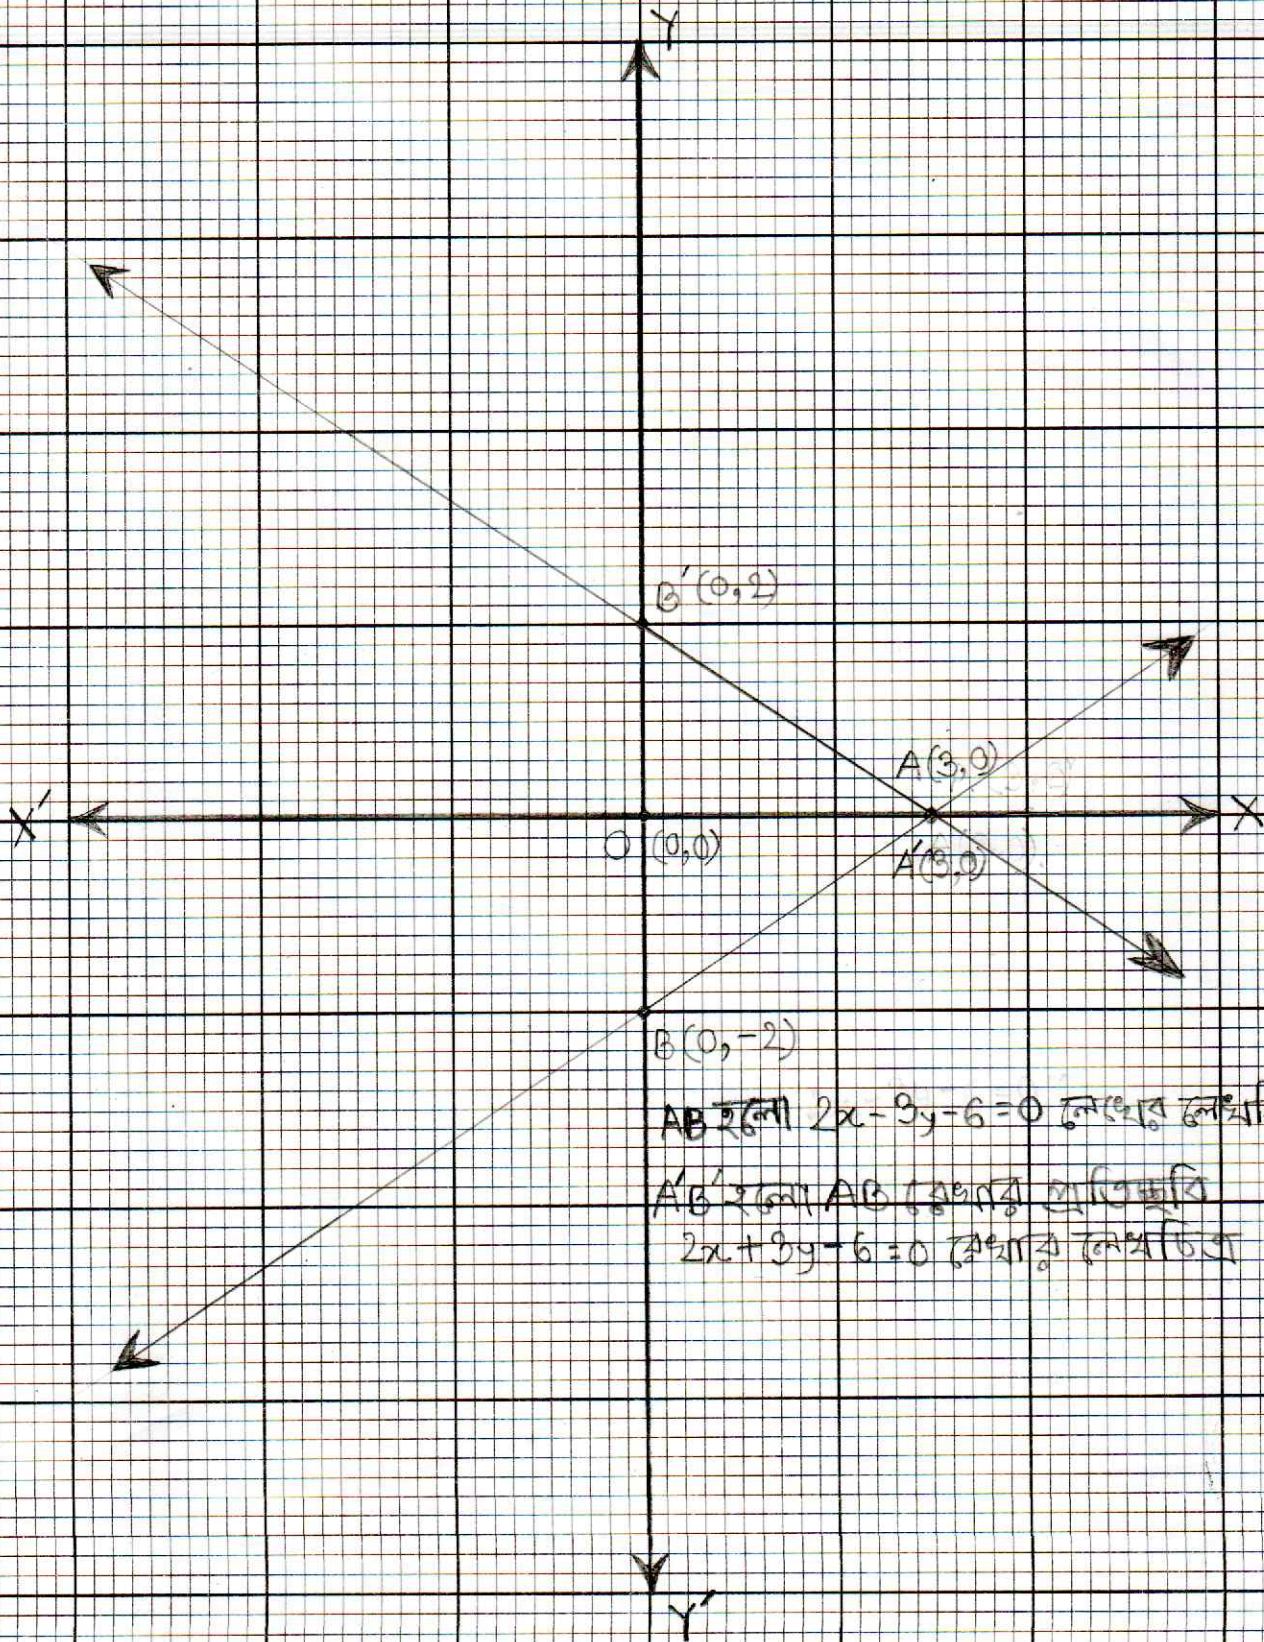 Y
B′(0,2)
A(3,0)
X′
X
O (0,0)
A′(3,0)
B(0,-2)
AB হলো 2x-3y-6=0 লেখের লেখ
A′B′ হলো AB রেখার প্রতিচ্ছবি
2x+3y-6=0 রেখার লেখচিত্র
Y′